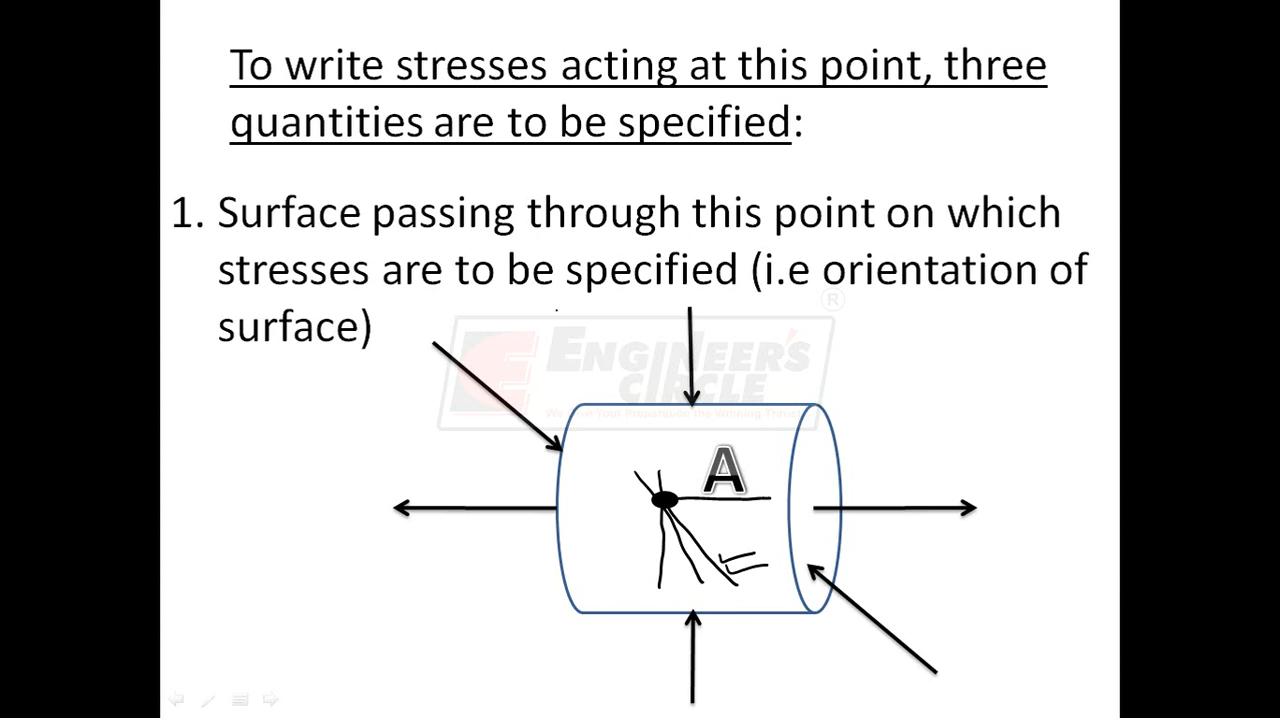 To write stresses acting at this point, three
quantities are to be specified:
1. Surface passing through this point on which
stresses are to be specified (i.e orientation of
surface)
®
ENGINEER'S
CIRCLE
A